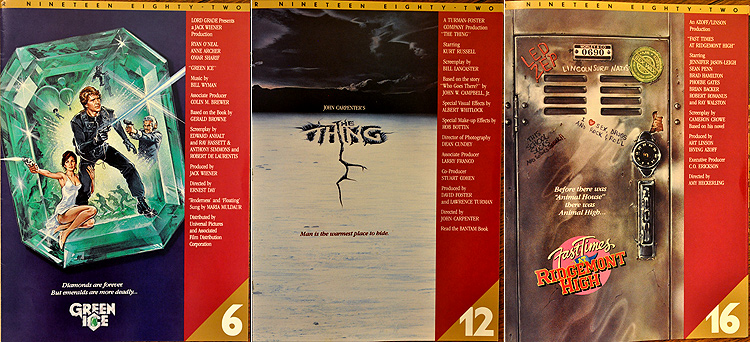 R NINETEEN EIGHTY-TWO
LORD GRADE Presents
a JACK WIENER
Production
RYAN O'NEAL
ANNE ARCHER
OMAR SHARIF
"GREEN ICE"
Music by
BILL WYMAN
Associate Producer
COLIN M. BREWER
Based on the Book by
GERALD BROWNE
Screenplay by
EDWARD ANHALT
and RAY HASSETT &
ANTHONY SIMMONS and
ROBERT DE LAURENTIS
Produced by
JACK WIENER
Directed by
ERNEST DAY
'Tenderness' and 'Floating'
Sung by MARIA MULDAUR
Distributed by
Universal Pictures
and Associated
Film Distribution
Corporation
Diamonds are forever
But emeralds are more deadly...
GREEN
ICE
6
R NINETEEN EIGHTY-TWO
A TURMAN-FOSTER
COMPANY Production
"THE THING"
Starring
KURT RUSSELL
Screenplay by
BILL LANCASTER
Based on the story
"Who Goes There?" by
JOHN W. CAMPBELL, Jr.
Special Visual Effects by
ALBERT WHITLOCK
Special Make-up Effects by
ROB BOTTIN
Director of Photography
DEAN CUNDEY
Associate Producer
LARRY FRANCO
Co-Producer
STUART COHEN
Produced by
DAVID FOSTER
and LAWRENCE TURMAN
Directed by
JOHN CARPENTER
Read the BANTAM Book
JOHN CARPENTER'S
THE
THING
Man is the warmest place to hide.
12
NINETEEN EIGHTY-TWO
An AZOFF/LINSON
Production
"FAST TIMES
AT RIDGEMONT HIGH"
Starring
JENNIFER JASON LEIGH
SEAN PENN
BRAD HAMILTON
PHOEBE CATES
BRIAN BACKER
ROBERT ROMANUS
and RAY WALSTON
Screenplay by
CAMERON CROWE
Based on his novel
Produced by
ART LINSON
IRVING AZOFF
Executive Producer
C.O. ERICKSON
Directed by
AMY HECKERLING
LED
ZEP
0690
LINCOLN SURF NAZIS
SEX, DRUGS
AND ROCK & ROLL
Before there was
"Animal House"
there was
Animal High...
Fast Times
at
RIDGEMONT
HIGH
16